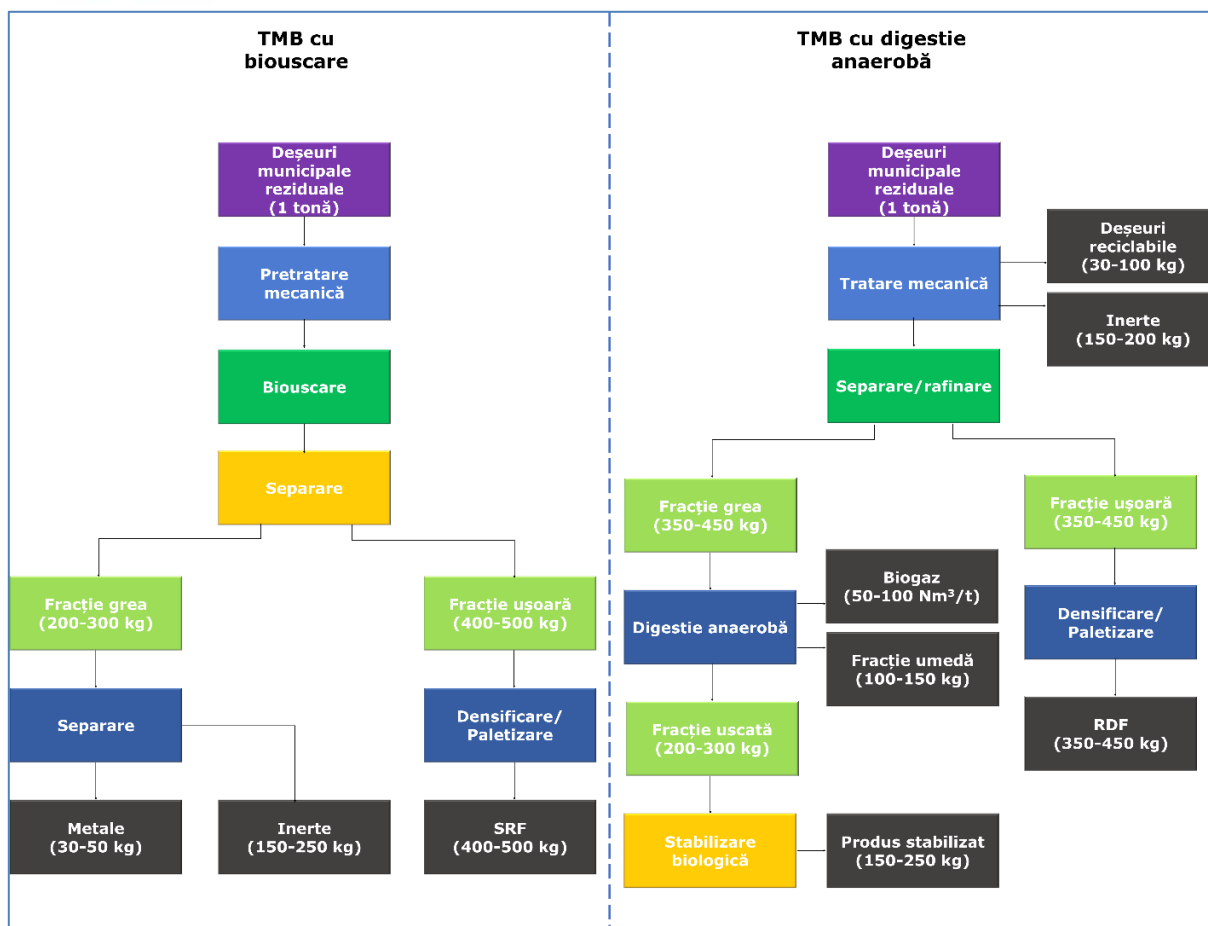 TMB cu
biouscare
Deșeuri
municipale
reziduale
(1 tonă)
Pretratare
mecanică
Biouscare
Separare
Fracție grea
(200-300 kg)
Fracție ușoară
(400-500 kg)
Separare
Densificare/
Paletizare
Metale
(30-50 kg)
Inerte
(150-250 kg)
SRF
(400-500 kg)
TMB cu digestie
anaerobă
Deșeuri
municipale
reziduale
(1 tonă)
Tratare mecanică
Deșeuri
reciclabile
(30-100 kg)
Inerte
(150-200 kg)
Separare/rafinare
Fracție grea
(350-450 kg)
Fracție ușoară
(350-450 kg)
Digestie anaerobă
Biogaz
(50-100 Nm³/t)
Fracție umedă
(100-150 kg)
Densificare/
Paletizare
Fracție uscată
(200-300 kg)
RDF
(350-450 kg)
Stabilizare
biologică
Produs stabilizat
(150-250 kg)